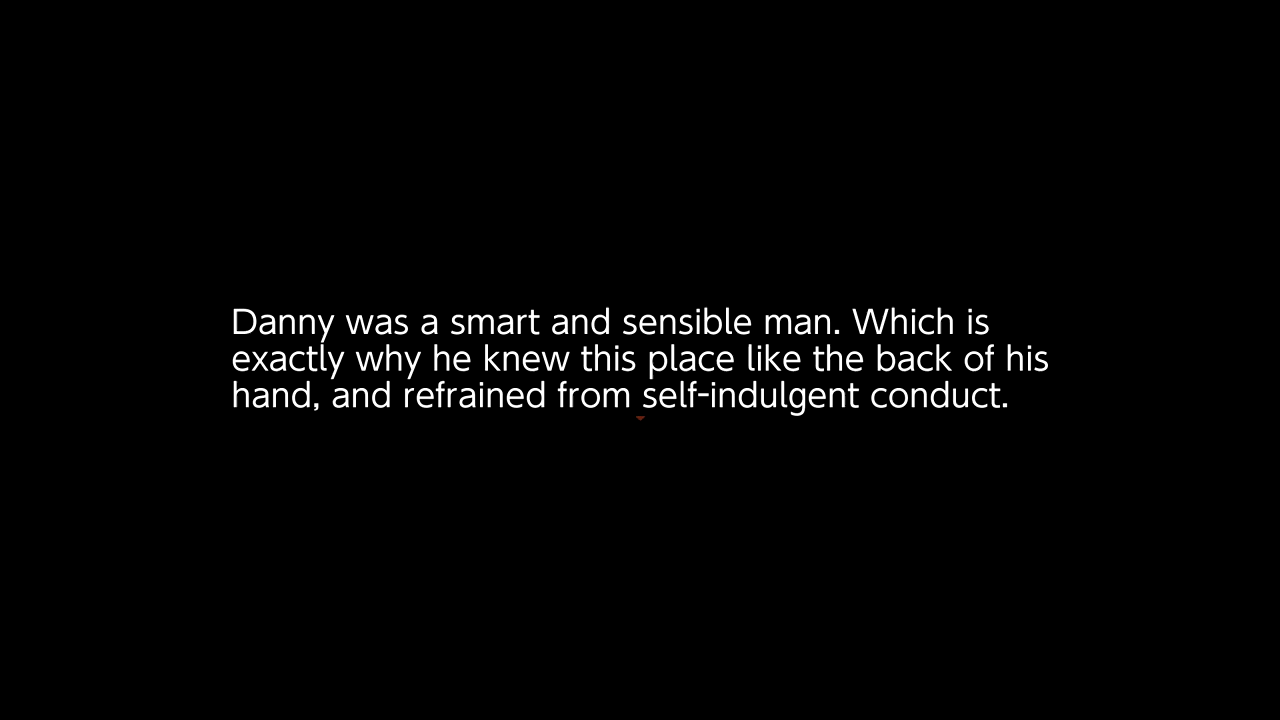 Danny was a smart and sensible man. Which is
exactly why he knew this place like the back of his
hand, and refrained from self-indulgent conduct.